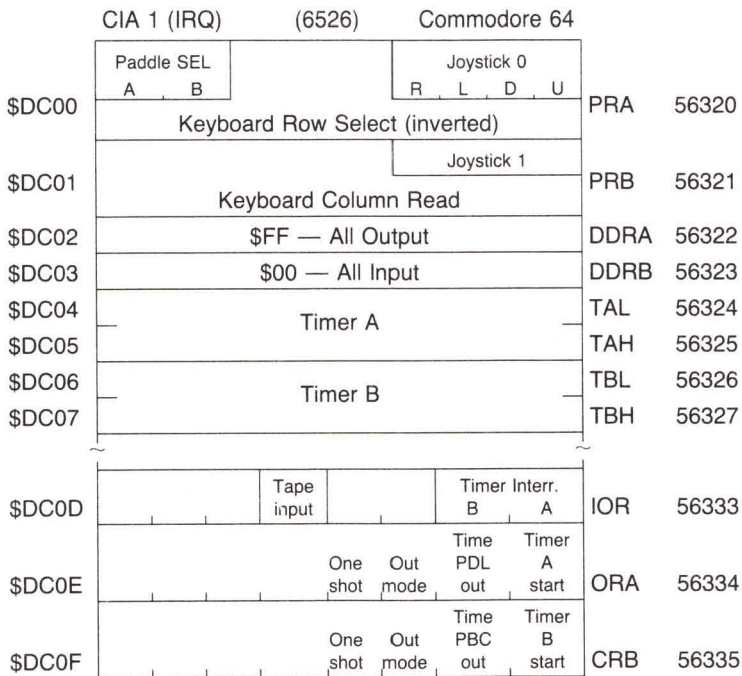 CIA 1 (IRQ) (6526) Commodore 64
Paddle SEL Joystick 0
A B R L D U
$DC00 PRA 56320
Keyboard Row Select (inverted)
Joystick 1
$DC01 PRB 56321
Keyboard Column Read
$DC02 $FF — All Output DDRA 56322
$DC03 $00 — All Input DDRB 56323
$DC04 TAL 56324
Timer A
$DC05 TAH 56325
$DC06 TBL 56326
Timer B
$DC07 TBH 56327
~ ~
Tape Timer Interr.
$DC0D input B A IOR 56333
Time Timer
One Out PDL A
$DC0E shot mode out start ORA 56334
Time Timer
One Out PBC B
$DC0F shot mode out start CRB 56335